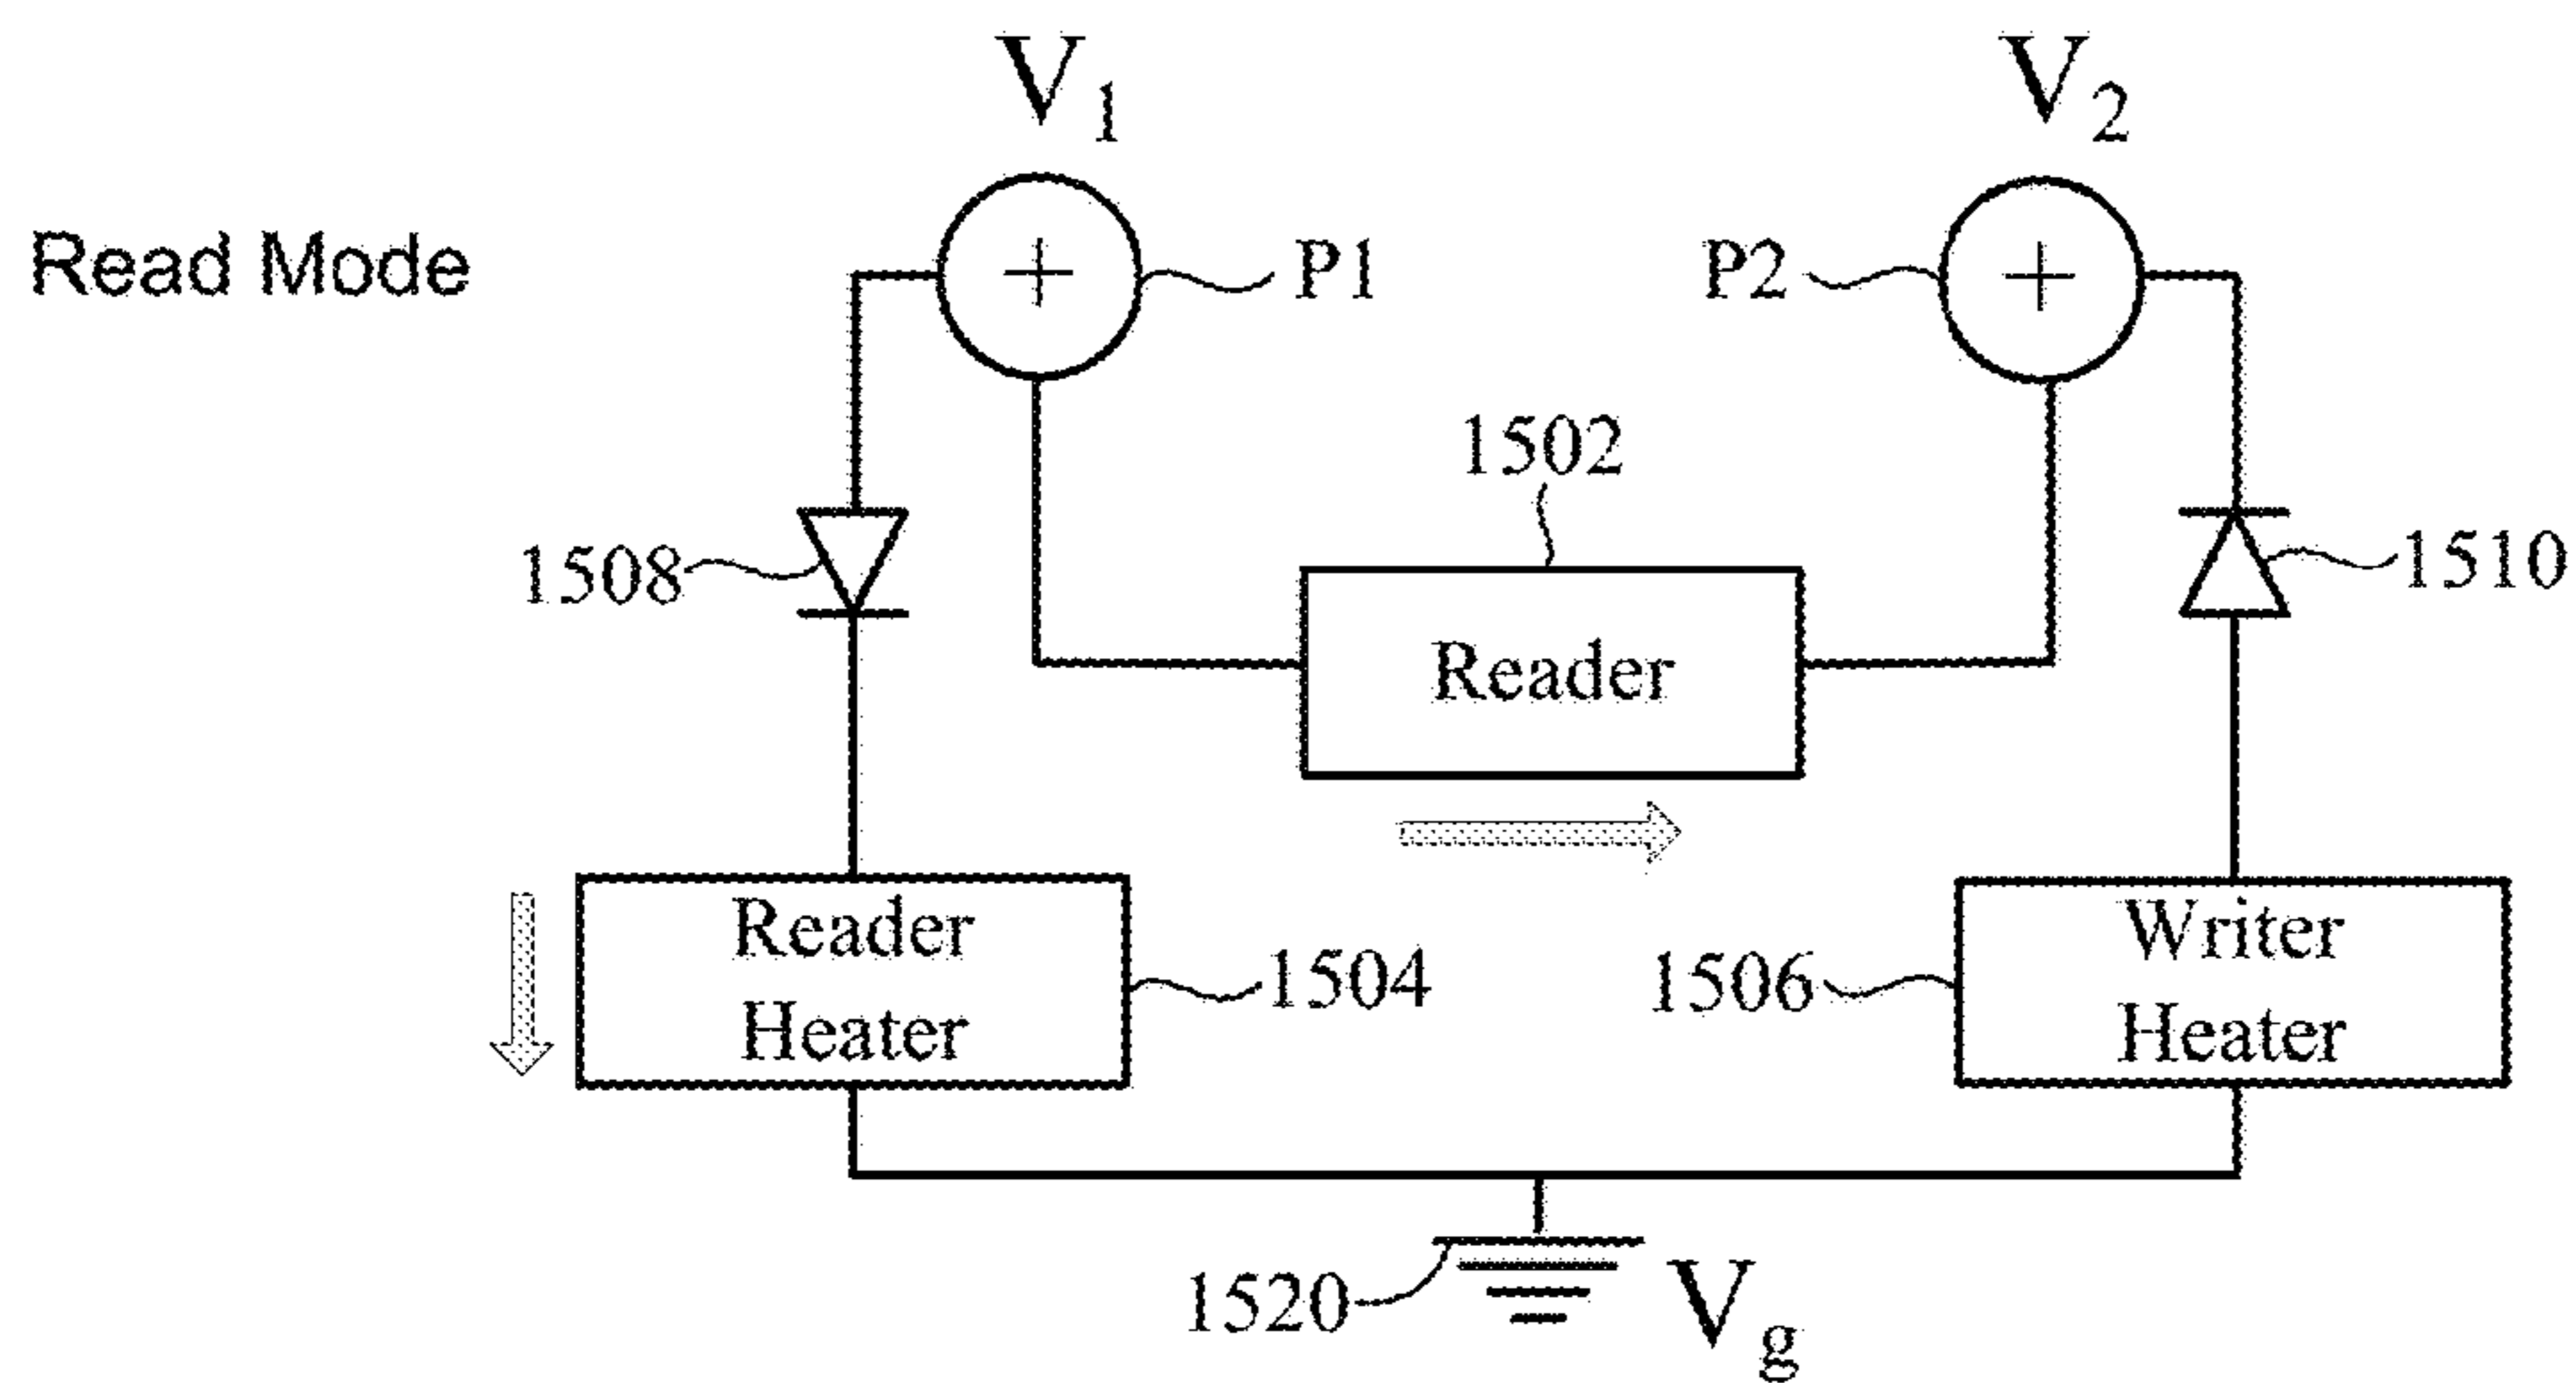 V1
V2
Read Mode
+
P1
P2
+
1502
1508
1510
Reader
Reader
Heater
1504
1506
Writer
Heater
1520
Vg